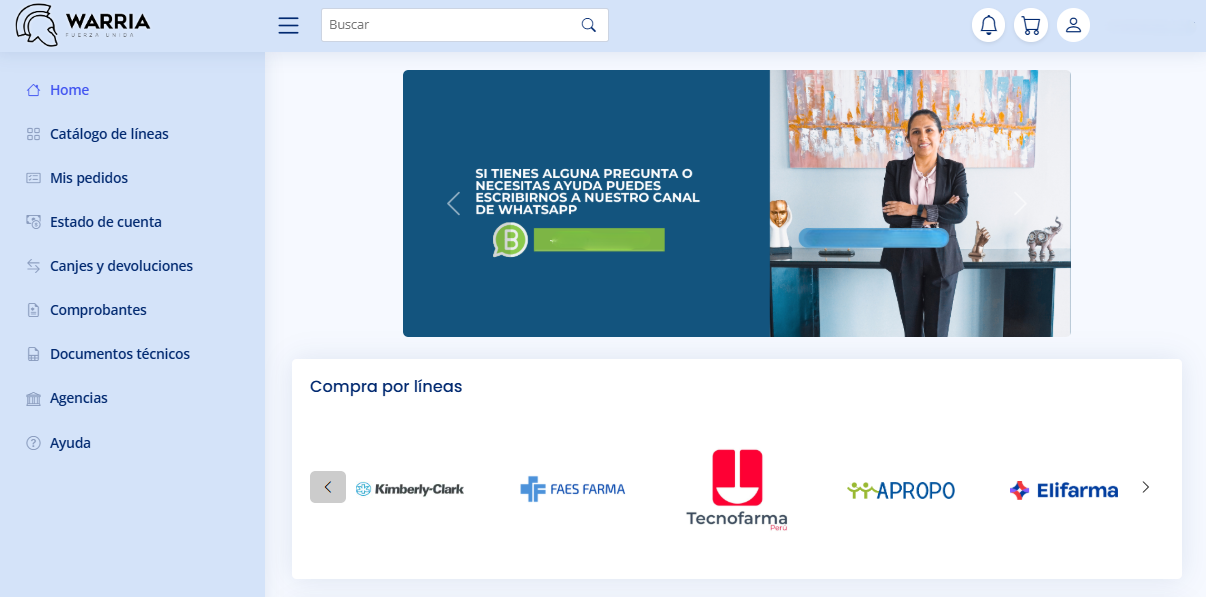 WARRIA
FUERZA UNIDA
Buscar
Home
Catálogo de líneas
Mis pedidos
Estado de cuenta
Canjes y devoluciones
Comprobantes
Documentos técnicos
Agencias
Ayuda
SI TIENES ALGUNA PREGUNTA O
NECESITAS AYUDA PUEDES
ESCRIBIRNOS A NUESTRO CANAL
DE WHATSAPP
B
Compra por líneas
Kimberly-Clark
FAES FARMA
Tecnofarma
Perú
APROPO
Elifarma